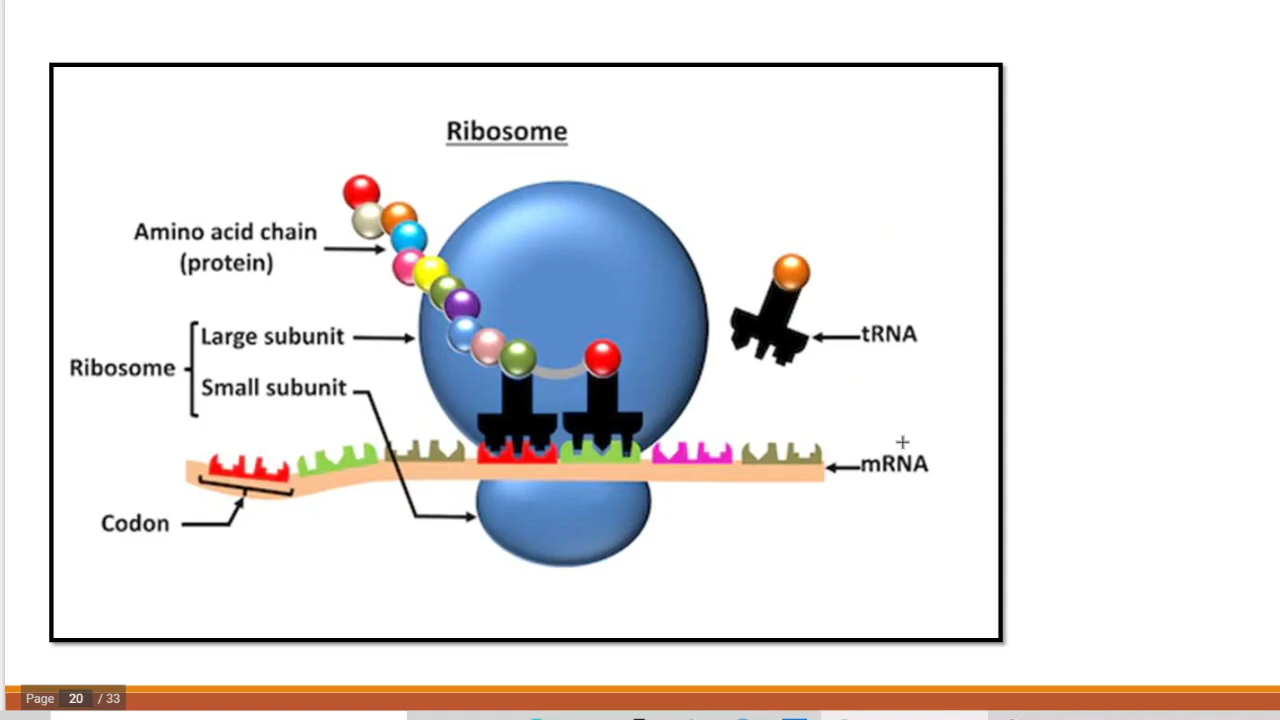 Ribosome
Amino acid chain
(protein)
Large subunit
Ribosome
Small subunit
tRNA
mRNA
Codon
Page 20 / 33